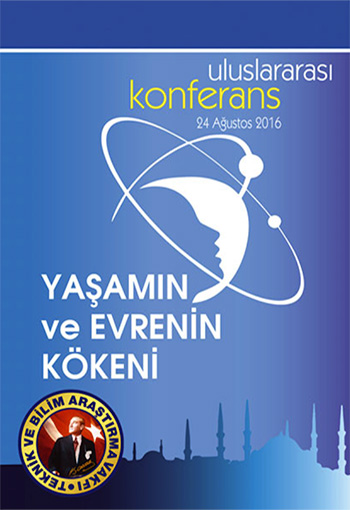 uluslararası
konferans
24 Ağustos 2016
YAŞAMIN
ve EVRENİN
KÖKENİ
TEKNİK VE BİLİM ARAŞTIRMA VAKFI